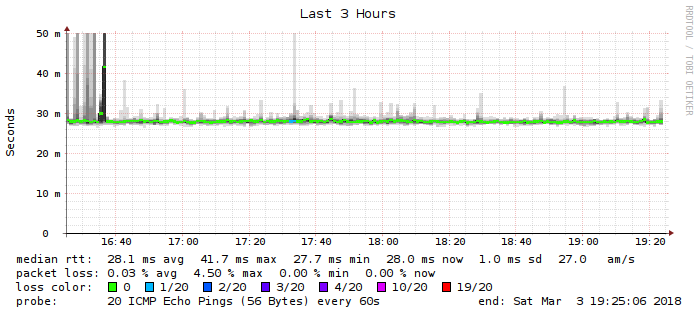 Last 3 Hours
RRDTOOL / TOBI OETIKER
Seconds
50 m
40 m
30 m
20 m
10 m
0
16:40 17:00 17:20 17:40 18:00 18:20 18:40 19:00 19:20
median rtt: 28.1 ms avg 41.7 ms max 27.7 ms min 28.0 ms now 1.0 ms sd 27.0 am/s
packet loss: 0.03 % avg 4.50 % max 0.00 % min 0.00 % now
loss color: 0 1/20 2/20 3/20 4/20 10/20 19/20
probe: 20 ICMP Echo Pings (56 Bytes) every 60s end: Sat Mar 3 19:25:06 2018